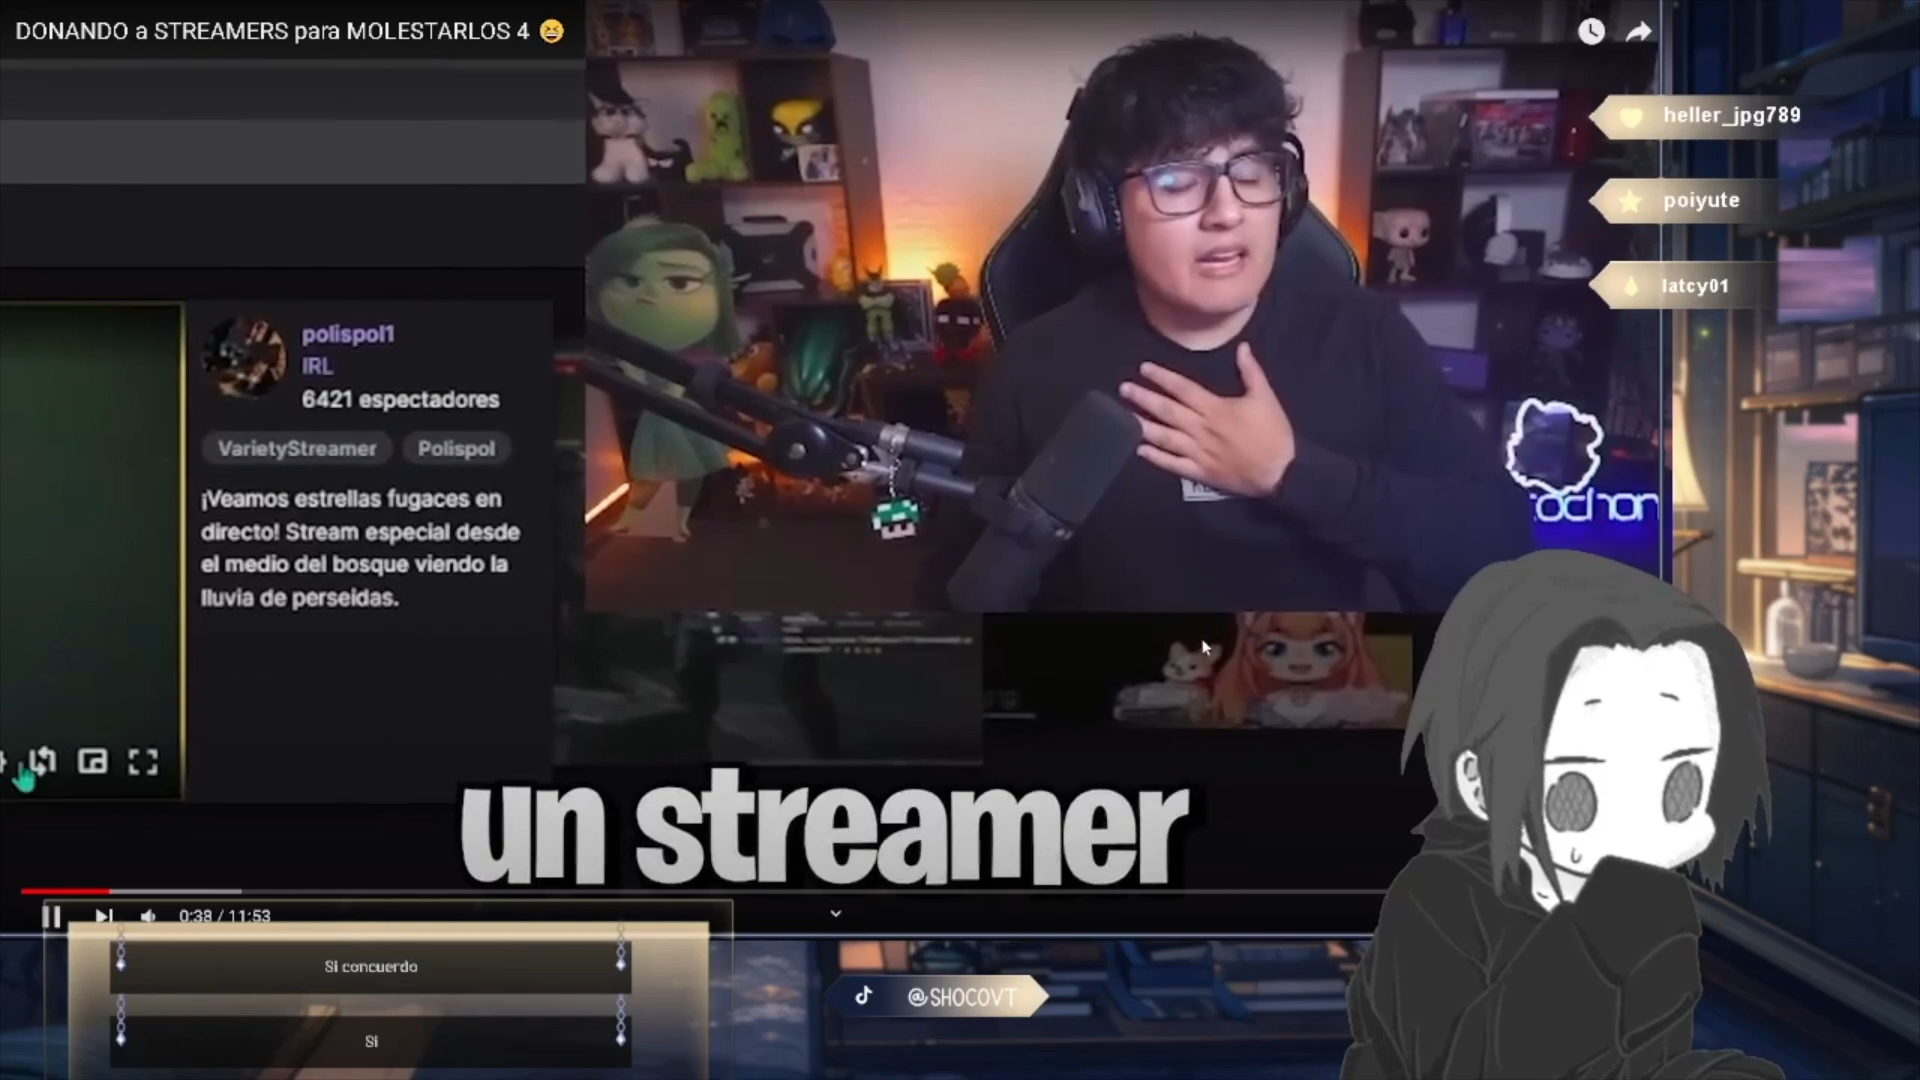 DONANDO a STREAMERS para MOLESTARLOS 4 😆
heller_jpg789
poiyute
latcy01
polispol1
IRL
6421 espectadores
VarietyStreamer
Polispol
¡Veamos estrellas fugaces en
directo! Stream especial desde
el medio del bosque viendo la
lluvia de perseidas.
un streamer
0:38 / 11:53
Si concuerdo
Si
@SHOCOVT